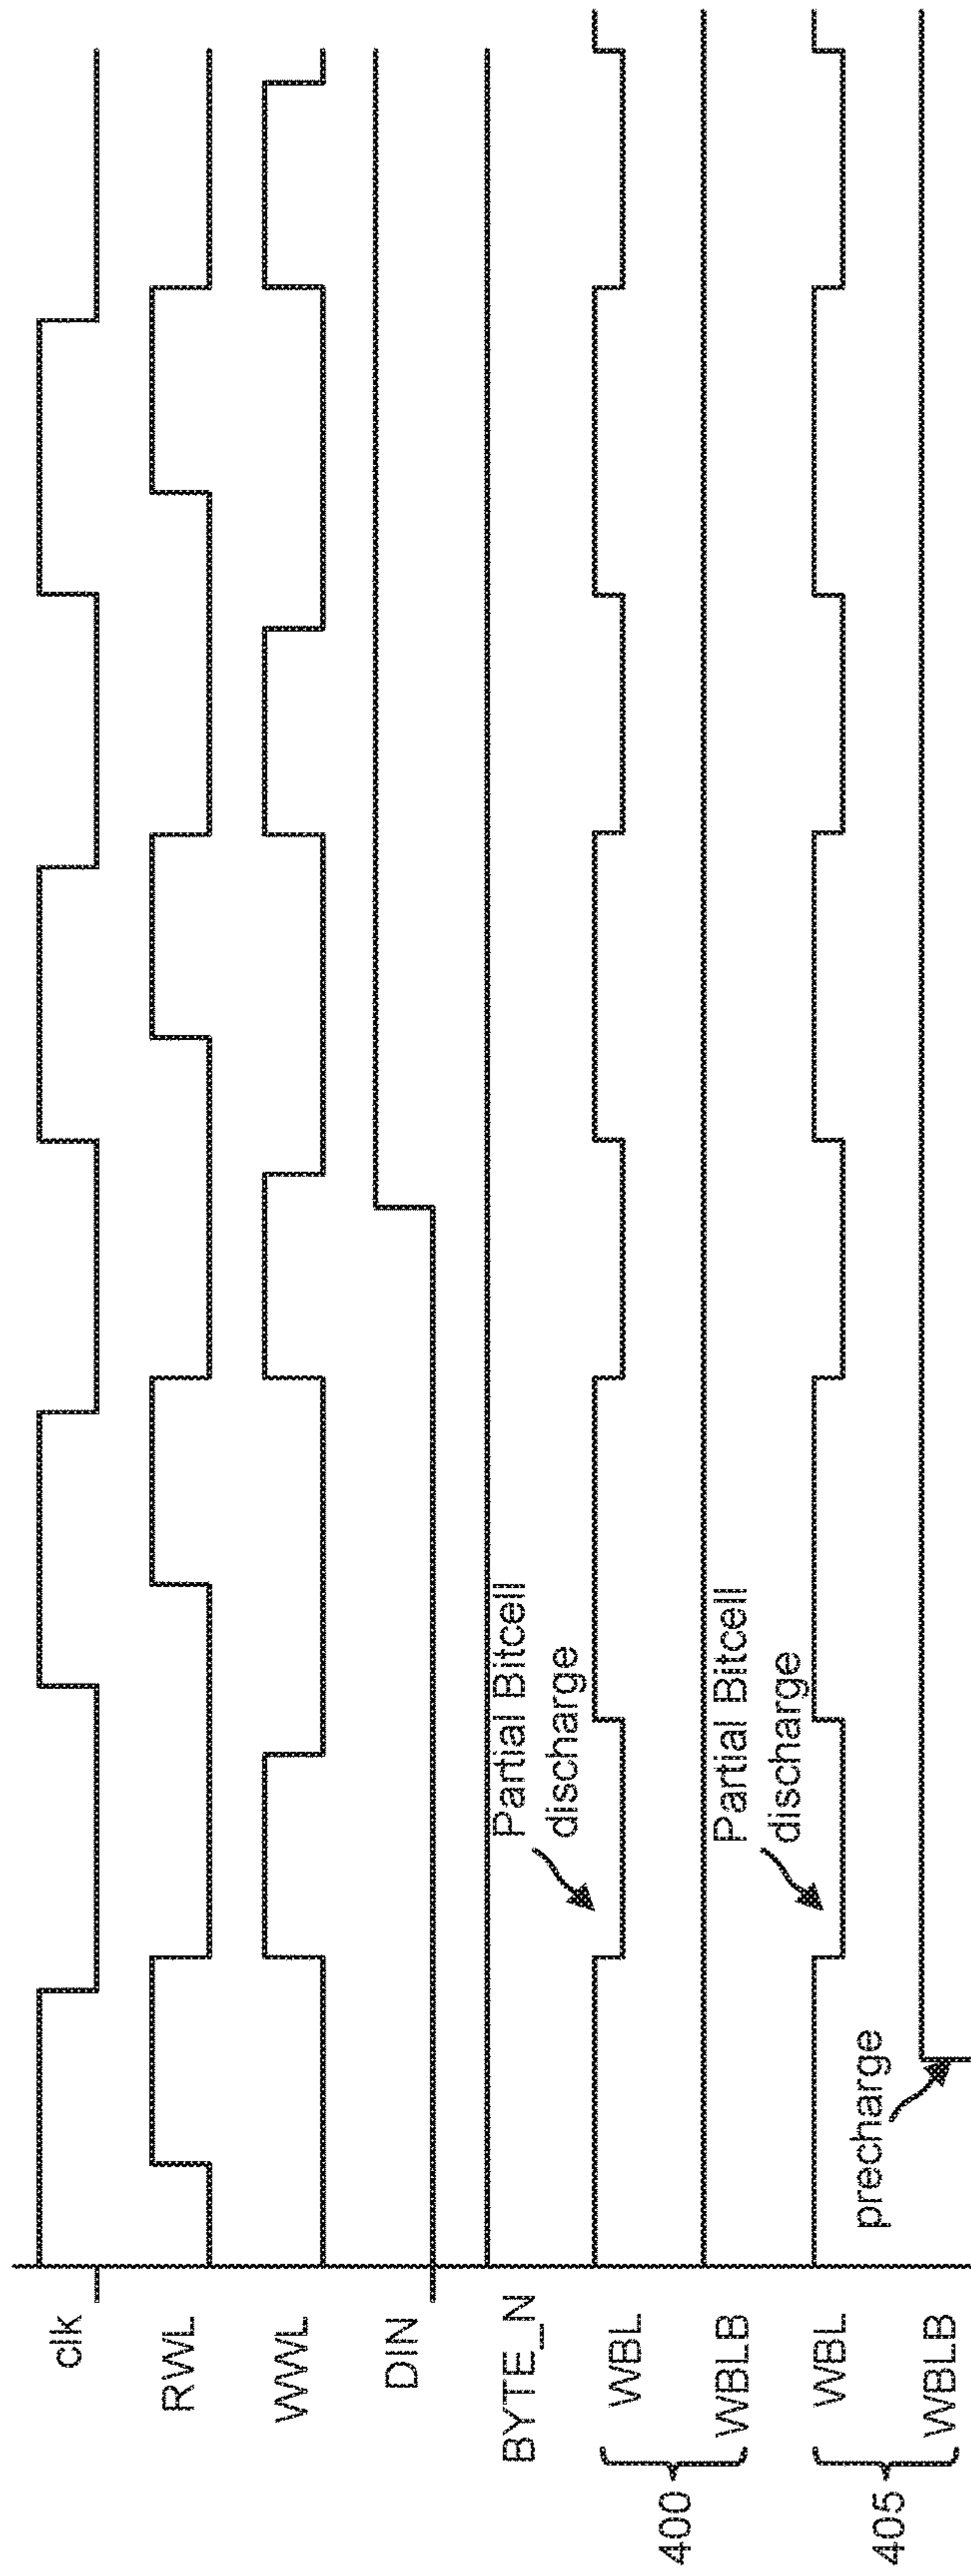 clk
RWL
WWL
DIN
BYTE_N
Partial Bitcell
discharge
400
WBL
WBLB
Partial Bitcell
discharge
405
WBL
precharge
WBLB